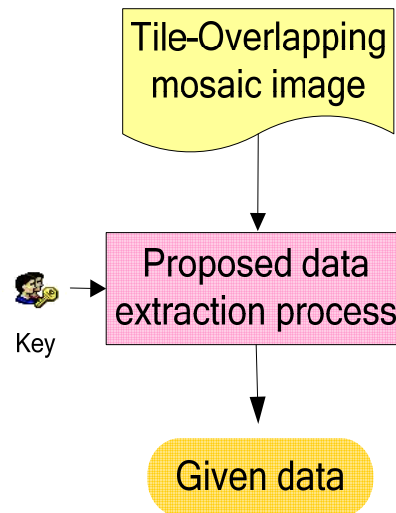 Tile-Overlapping
mosaic image
Proposed data
extraction process
Key
Given data